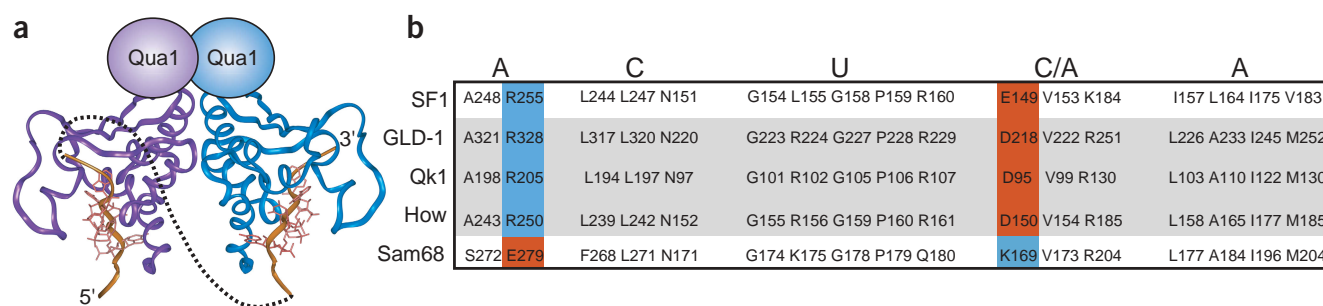 a
Qua1 Qua1
3'
5'
b
A C U C/A A
SF1 A248 R255 L244 L247 N151 G154 L155 G158 P159 R160 E149 V153 K184 I157 L164 I175 V183
GLD-1 A321 R328 L317 L320 N220 G223 R224 G227 P228 R229 D218 V222 R251 L226 A233 I245 M252
Qk1 A198 R205 L194 L197 N97 G101 R102 G105 P106 R107 D95 V99 R130 L103 A110 I122 M130
How A243 R250 L239 L242 N152 G155 R156 G159 P160 R161 D150 V154 R185 L158 A165 I177 M185
Sam68 S272 E279 F268 L271 N171 G174 K175 G178 P179 Q180 K169 V173 R204 L177 A184 I196 M204